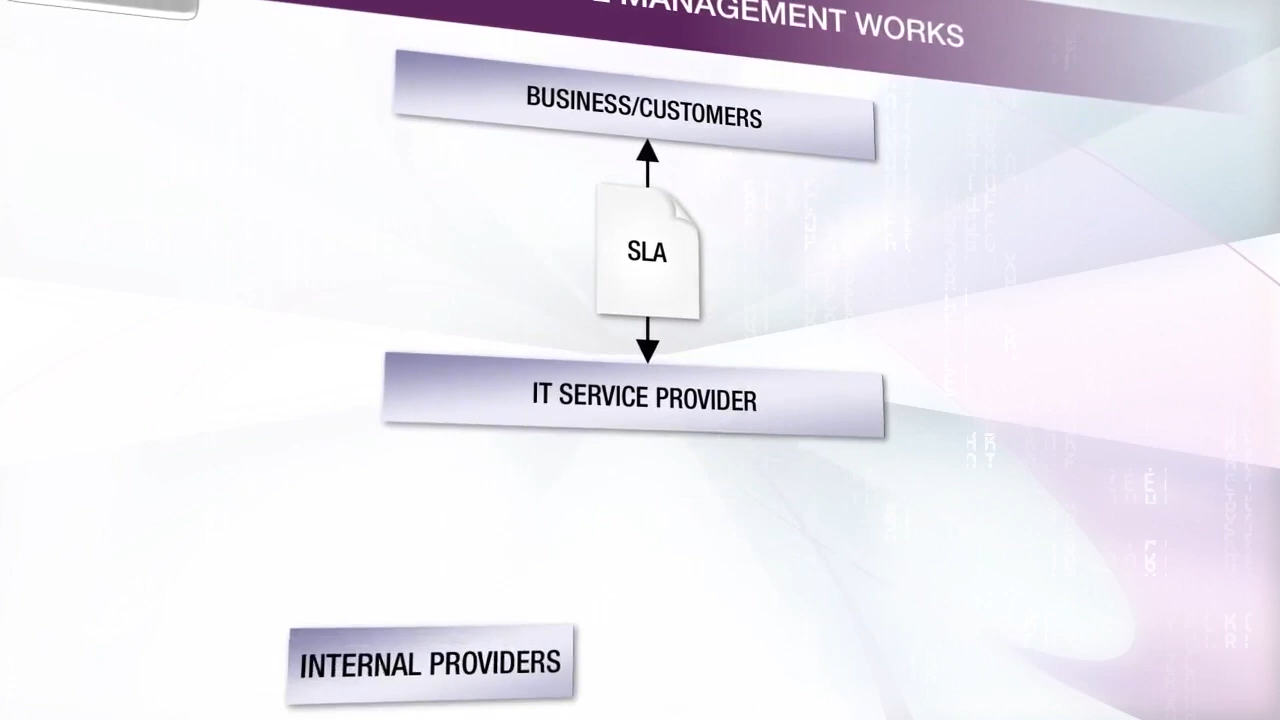 MANAGEMENT WORKS
BUSINESS/CUSTOMERS
SLA
IT SERVICE PROVIDER
INTERNAL PROVIDERS